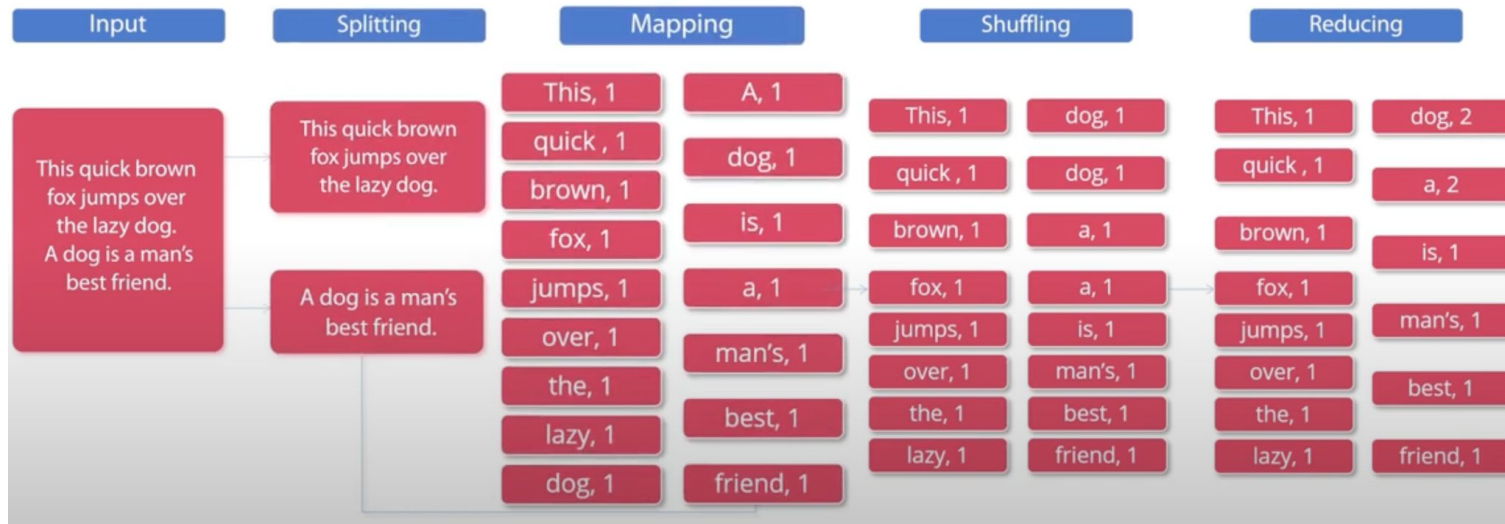 Input
Splitting
Mapping
Shuffling
Reducing
This quick brown
fox jumps over
the lazy dog.
A dog is a man's
best friend.
This quick brown
fox jumps over
the lazy dog.
A dog is a man's
best friend.
This, 1
quick , 1
brown, 1
fox, 1
jumps, 1
over, 1
the, 1
lazy, 1
dog, 1
A, 1
dog, 1
is, 1
a, 1
man's, 1
best, 1
friend, 1
This, 1
quick , 1
brown, 1
fox, 1
jumps, 1
over, 1
the, 1
lazy, 1
dog, 1
dog, 1
a, 1
a, 1
is, 1
man's, 1
best, 1
friend, 1
This, 1
quick , 1
brown, 1
fox, 1
jumps, 1
over, 1
the, 1
lazy, 1
dog, 2
a, 2
is, 1
man's, 1
best, 1
friend, 1